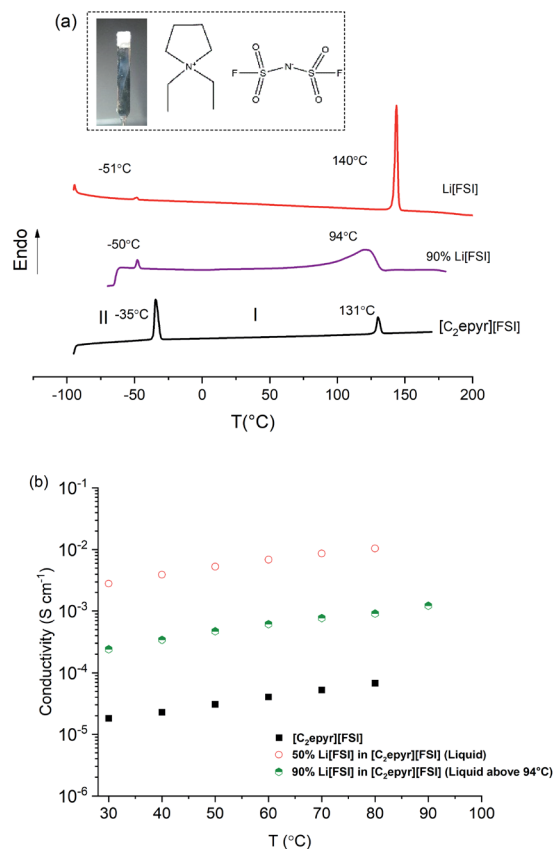 (a)
N⁺
O
O
F
S
N⁻
S
F
O
O
-51°C
140°C
Li[FSI]
-50°C
94°C
90% Li[FSI]
II
-35°C
I
131°C
[C₂epyr][FSI]
Endo
-100
-50
0
50
100
150
200
T(°C)
(b)
10⁻¹
10⁻²
10⁻³
10⁻⁴
10⁻⁵
10⁻⁶
Conductivity (S cm⁻¹)
[C₂epyr][FSI]
50% Li[FSI] in [C₂epyr][FSI] (Liquid)
90% Li[FSI] in [C₂epyr][FSI] (Liquid above 94°C)
30
40
50
60
70
80
90
100
T (°C)